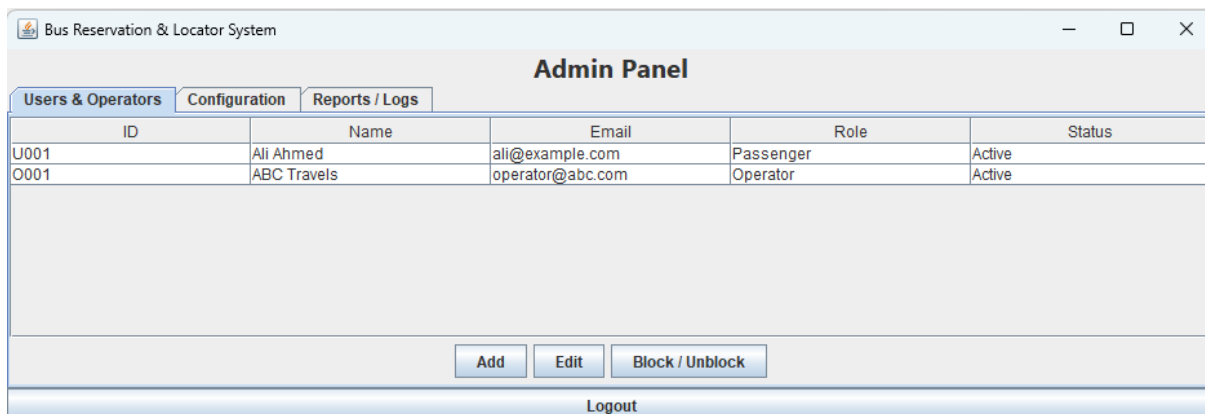 Bus Reservation & Locator System
Admin Panel
Users & Operators Configuration Reports / Logs
ID Name Email Role Status
U001 Ali Ahmed ali@example.com Passenger Active
O001 ABC Travels operator@abc.com Operator Active
Add Edit Block / Unblock
Logout